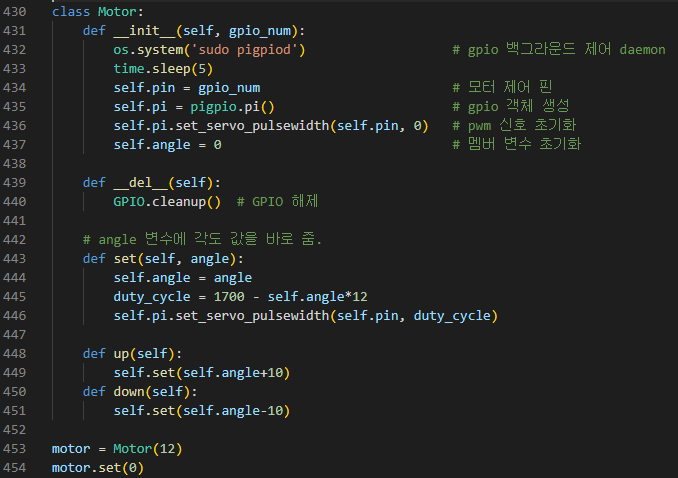 430 class Motor:
431     def __init__(self, gpio_num):
432         os.system('sudo pigpiod')                   # gpio 백그라운드 제어 daemon
433         time.sleep(5)
434         self.pin = gpio_num                         # 모터 제어 핀
435         self.pi = pigpio.pi()                       # gpio 객체 생성
436         self.pi.set_servo_pulsewidth(self.pin, 0)   # pwm 신호 초기화
437         self.angle = 0                              # 멤버 변수 초기화
438
439     def __del__(self):
440         GPIO.cleanup()  # GPIO 해제
441
442     # angle 변수에 각도 값을 바로 줌.
443     def set(self, angle):
444         self.angle = angle
445         duty_cycle = 1700 - self.angle*12
446         self.pi.set_servo_pulsewidth(self.pin, duty_cycle)
447
448     def up(self):
449         self.set(self.angle+10)
450     def down(self):
451         self.set(self.angle-10)
452
453 motor = Motor(12)
454 motor.set(0)